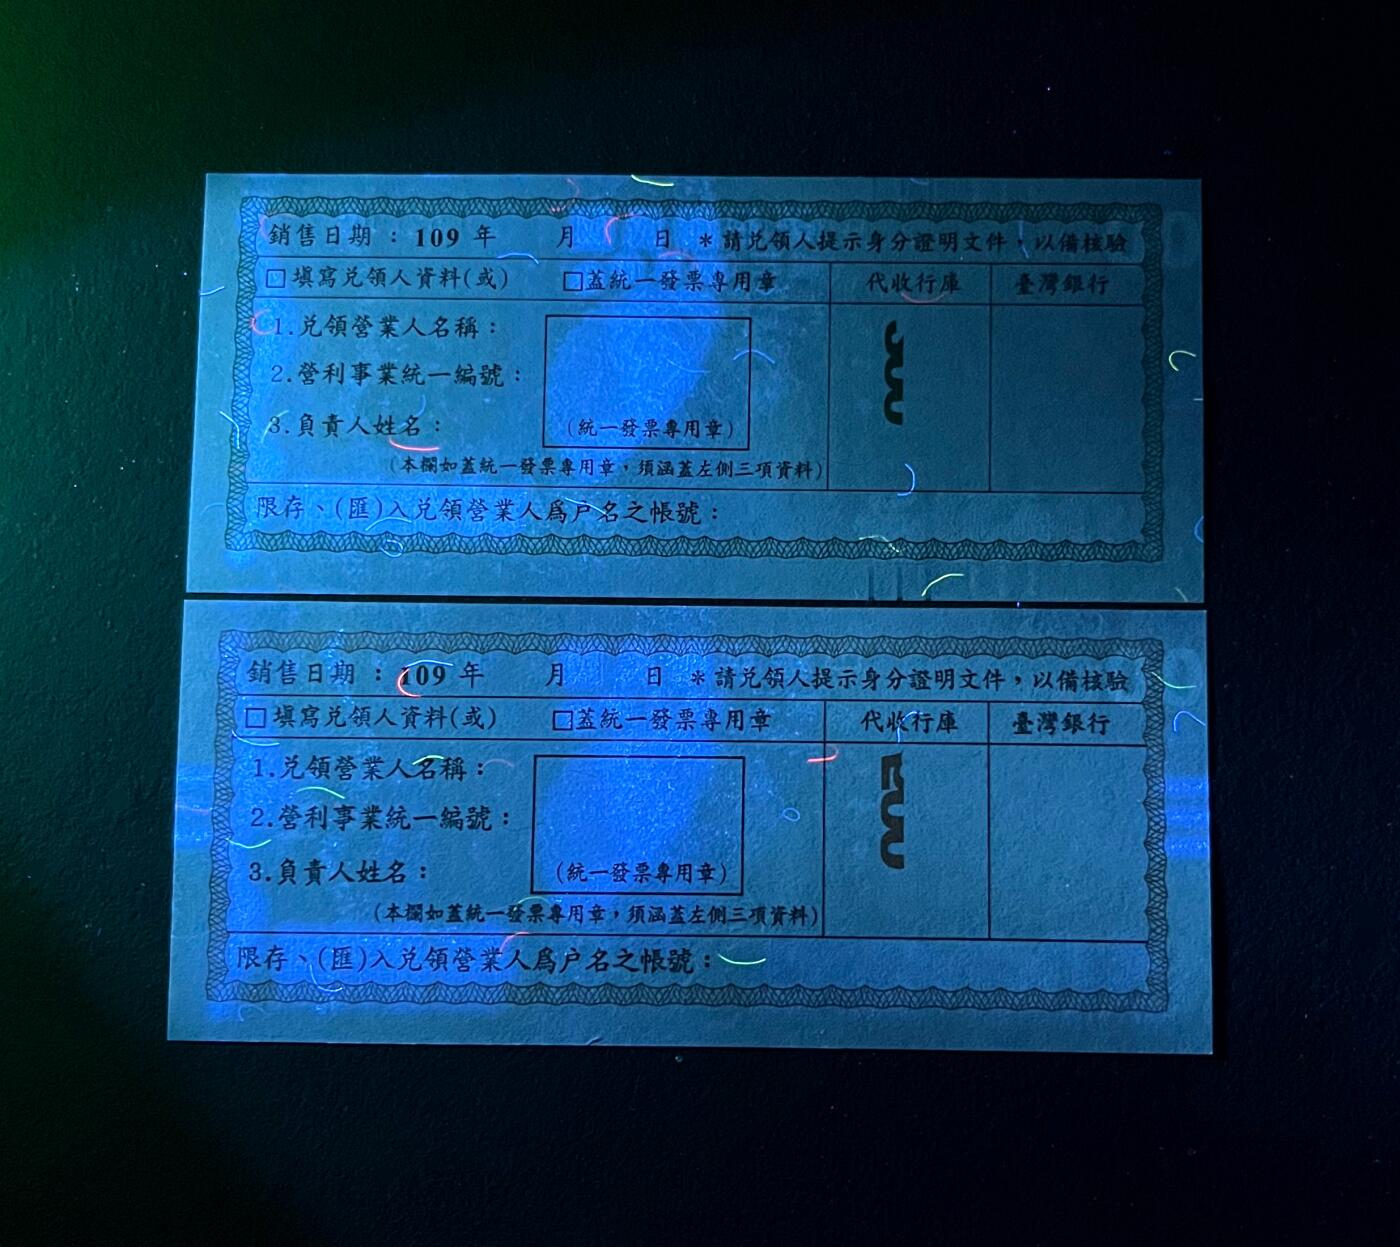 銷售日期：109年 月 日 *請兌領人提示身分證明文件，以備核驗
□填寫兌領人資料(或) □蓋統一發票專用章 代收行庫 臺灣銀行
1.兌領營業人名稱：
2.營利事業統一編號：
3.負責人姓名：
(統一發票專用章)
(本欄如蓋統一發票專用章，須涵蓋左側三項資料)
限存、(匯)入兌領營業人為户名之帳號：
銷售日期：109年 月 日 *請兌領人提示身分證明文件，以備核驗
□填寫兌領人資料(或) □蓋統一發票專用章 代收行庫 臺灣銀行
1.兌領營業人名稱：
2.營利事業統一編號：
3.負責人姓名：
(統一發票專用章)
(本欄如蓋統一發票專用章，須涵蓋左側三項資料)
限存、(匯)入兌領營業人為户名之帳號：